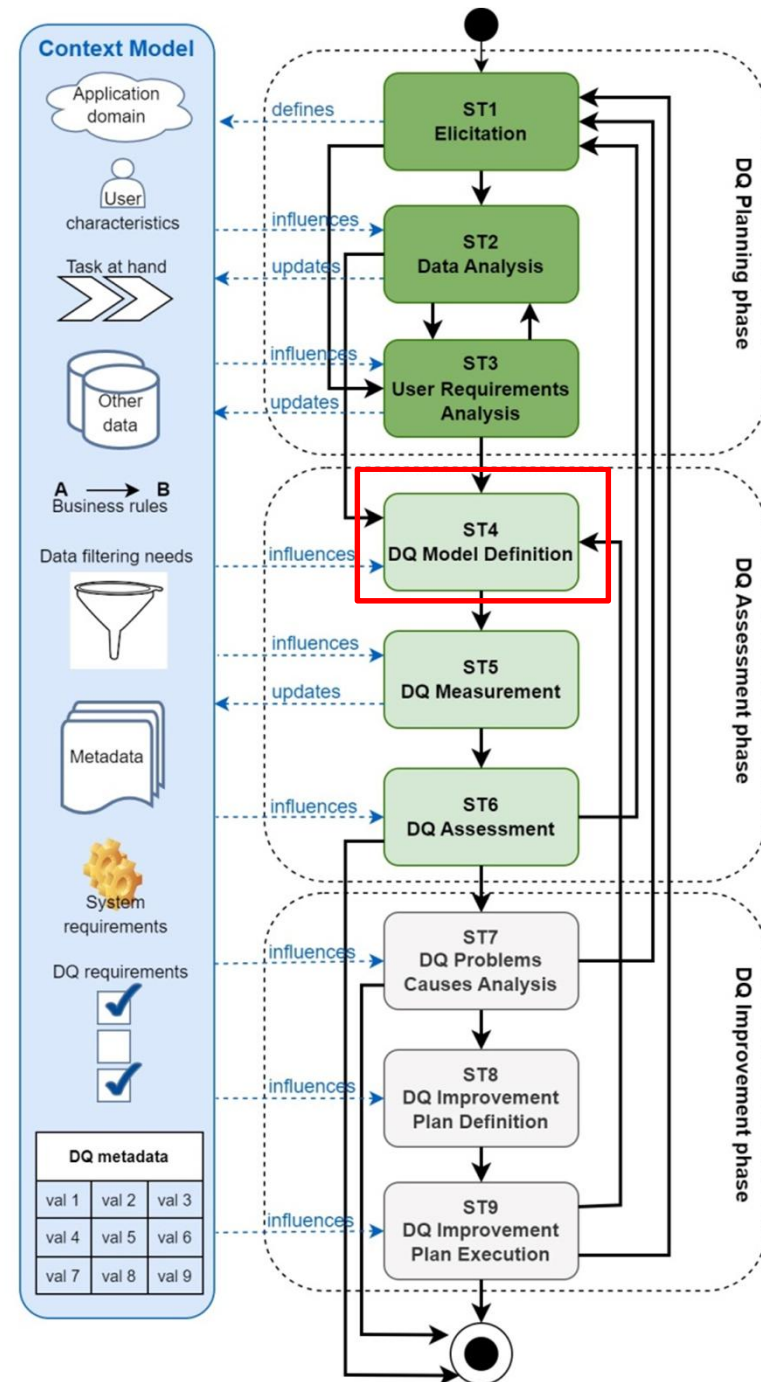 Context Model
Application
domain
User
characteristics
Task at hand
Other
data
A B
Business rules
Data filtering needs
Metadata
System
requirements
DQ requirements
DQ metadata
val 1 val 2 val 3
val 4 val 5 val 6
val 7 val 8 val 9
defines
influences
updates
influences
updates
influences
influences
updates
influences
influences
influences
influences
ST1
Elicitation
ST2
Data Analysis
ST3
User Requirements
Analysis
DQ Planning phase
ST4
DQ Model Definition
ST5
DQ Measurement
ST6
DQ Assessment
DQ Assessment phase
ST7
DQ Problems
Causes Analysis
ST8
DQ Improvement
Plan Definition
ST9
DQ Improvement
Plan Execution
DQ Improvement phase